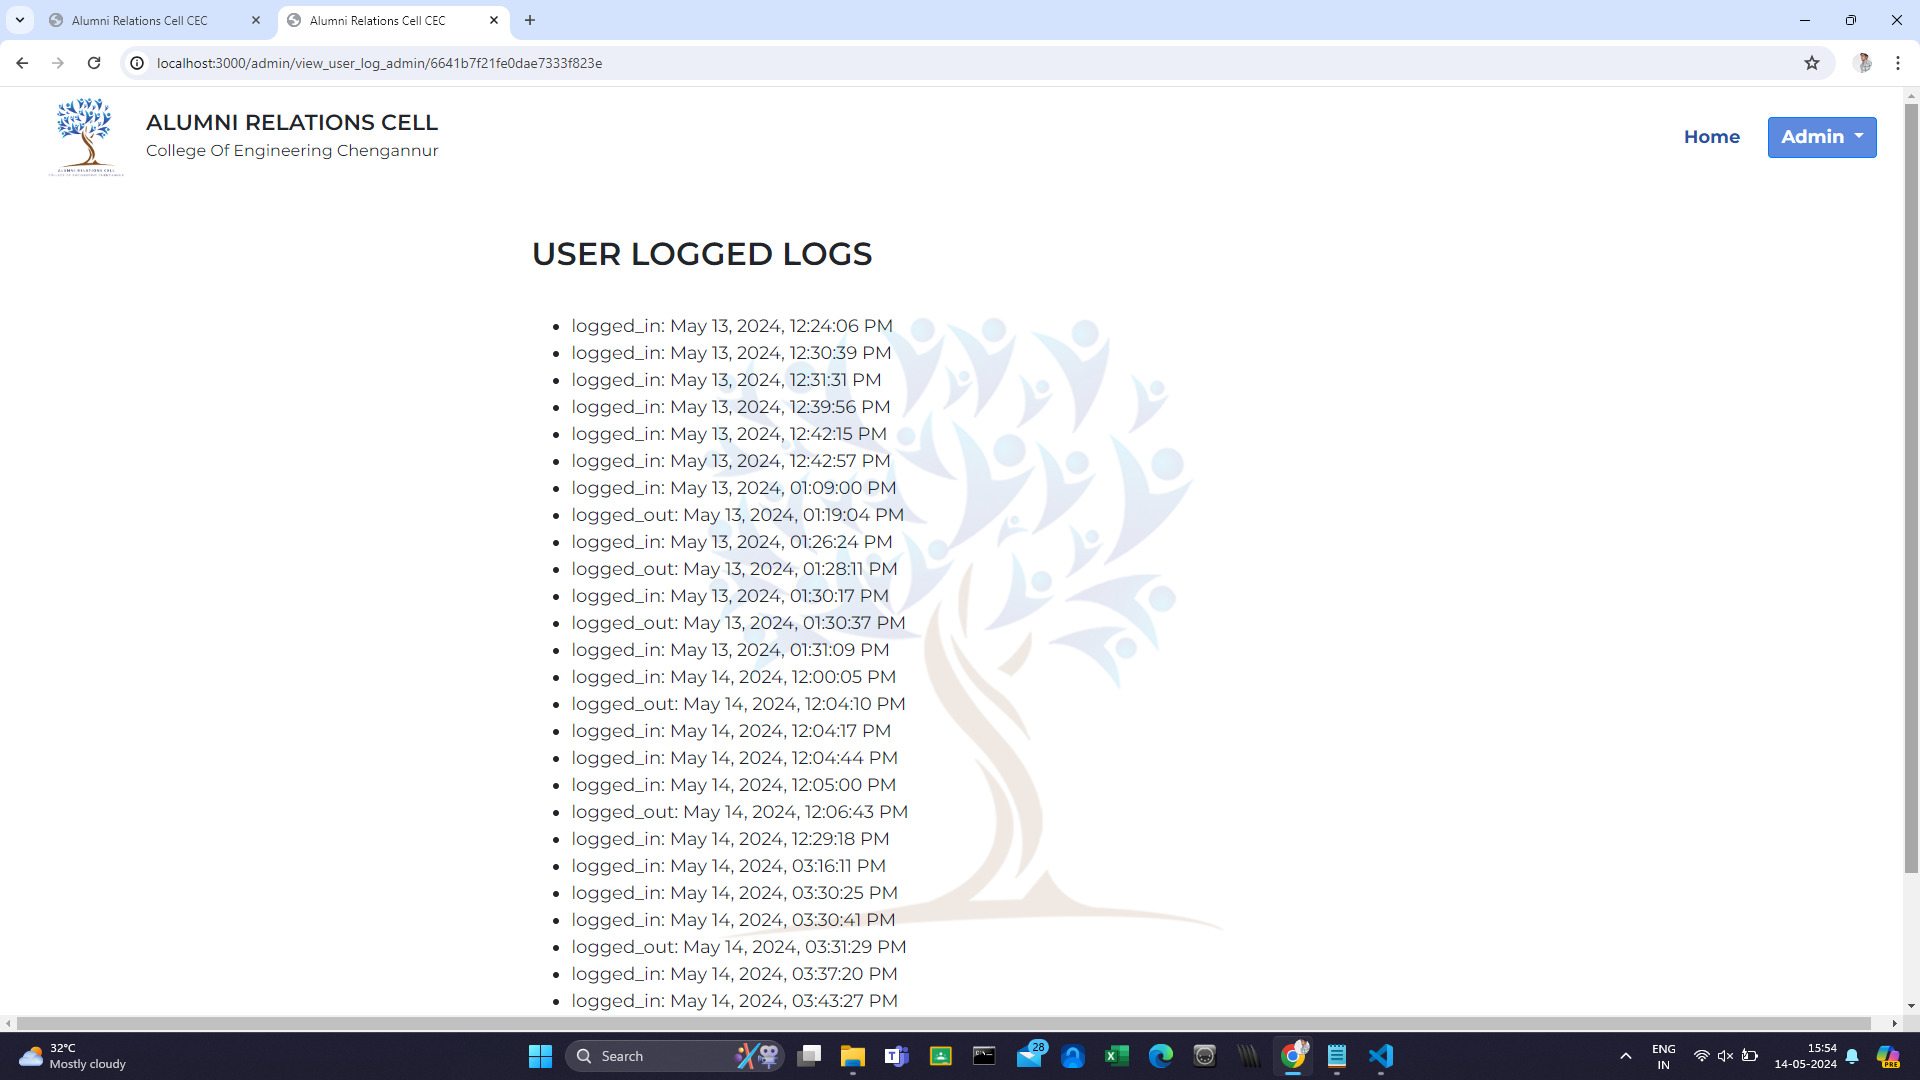 Alumni Relations Cell CEC
Alumni Relations Cell CEC
localhost:3000/admin/view_user_log_admin/6641b7f21fe0dae7333f823e
ALUMNI RELATIONS CELL
College Of Engineering Chengannur
Home
Admin
ALUMNI RELATIONS CELL
USER LOGGED LOGS
logged_in: May 13, 2024, 12:24:06 PM
logged_in: May 13, 2024, 12:30:39 PM
logged_in: May 13, 2024, 12:31:31 PM
logged_in: May 13, 2024, 12:39:56 PM
logged_in: May 13, 2024, 12:42:15 PM
logged_in: May 13, 2024, 12:42:57 PM
logged_in: May 13, 2024, 01:09:00 PM
logged_out: May 13, 2024, 01:19:04 PM
logged_in: May 13, 2024, 01:26:24 PM
logged_out: May 13, 2024, 01:28:11 PM
logged_in: May 13, 2024, 01:30:17 PM
logged_out: May 13, 2024, 01:30:37 PM
logged_in: May 13, 2024, 01:31:09 PM
logged_in: May 14, 2024, 12:00:05 PM
logged_out: May 14, 2024, 12:04:10 PM
logged_in: May 14, 2024, 12:04:17 PM
logged_in: May 14, 2024, 12:04:44 PM
logged_in: May 14, 2024, 12:05:00 PM
logged_out: May 14, 2024, 12:06:43 PM
logged_in: May 14, 2024, 12:29:18 PM
logged_in: May 14, 2024, 03:16:11 PM
logged_in: May 14, 2024, 03:30:25 PM
logged_in: May 14, 2024, 03:30:41 PM
logged_out: May 14, 2024, 03:31:29 PM
logged_in: May 14, 2024, 03:37:20 PM
logged_in: May 14, 2024, 03:43:27 PM
32°C
Mostly cloudy
Search
28
ENG
IN
15:54
14-05-2024
PRE